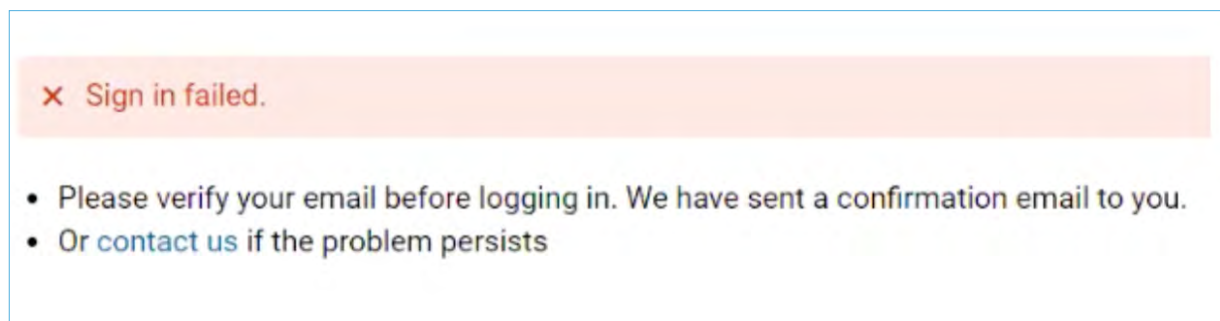 × Sign in failed.
• Please verify your email before logging in. We have sent a confirmation email to you.
• Or contact us if the problem persists